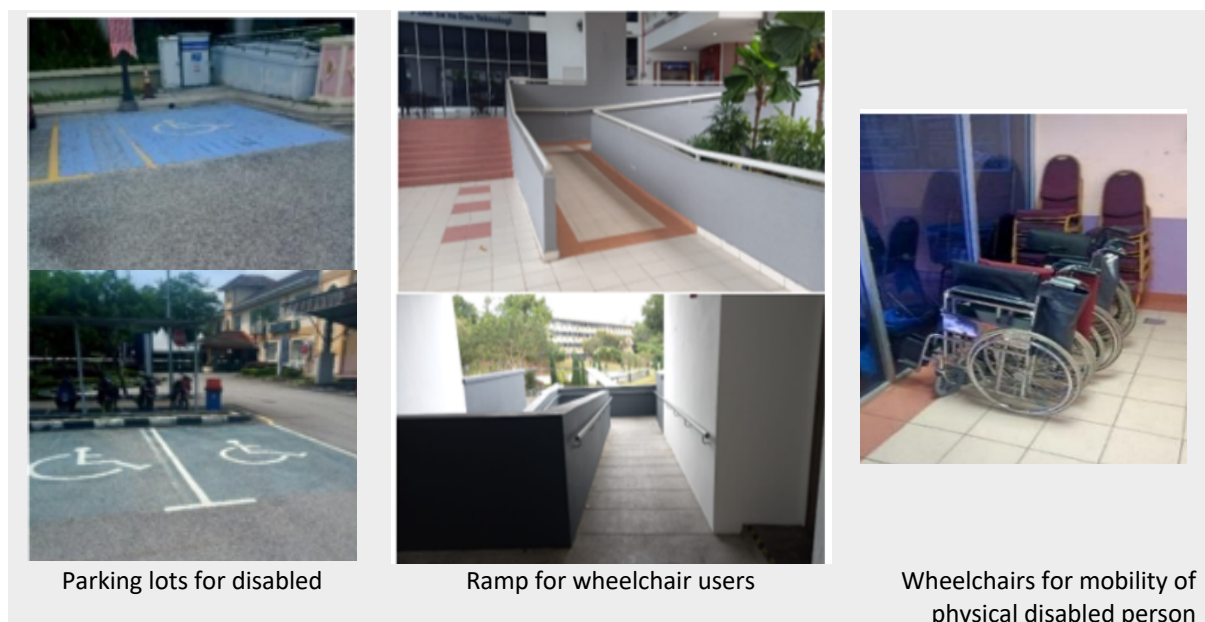 Parking lots for disabled
Ramp for wheelchair users
Wheelchairs for mobility of
physical disabled person